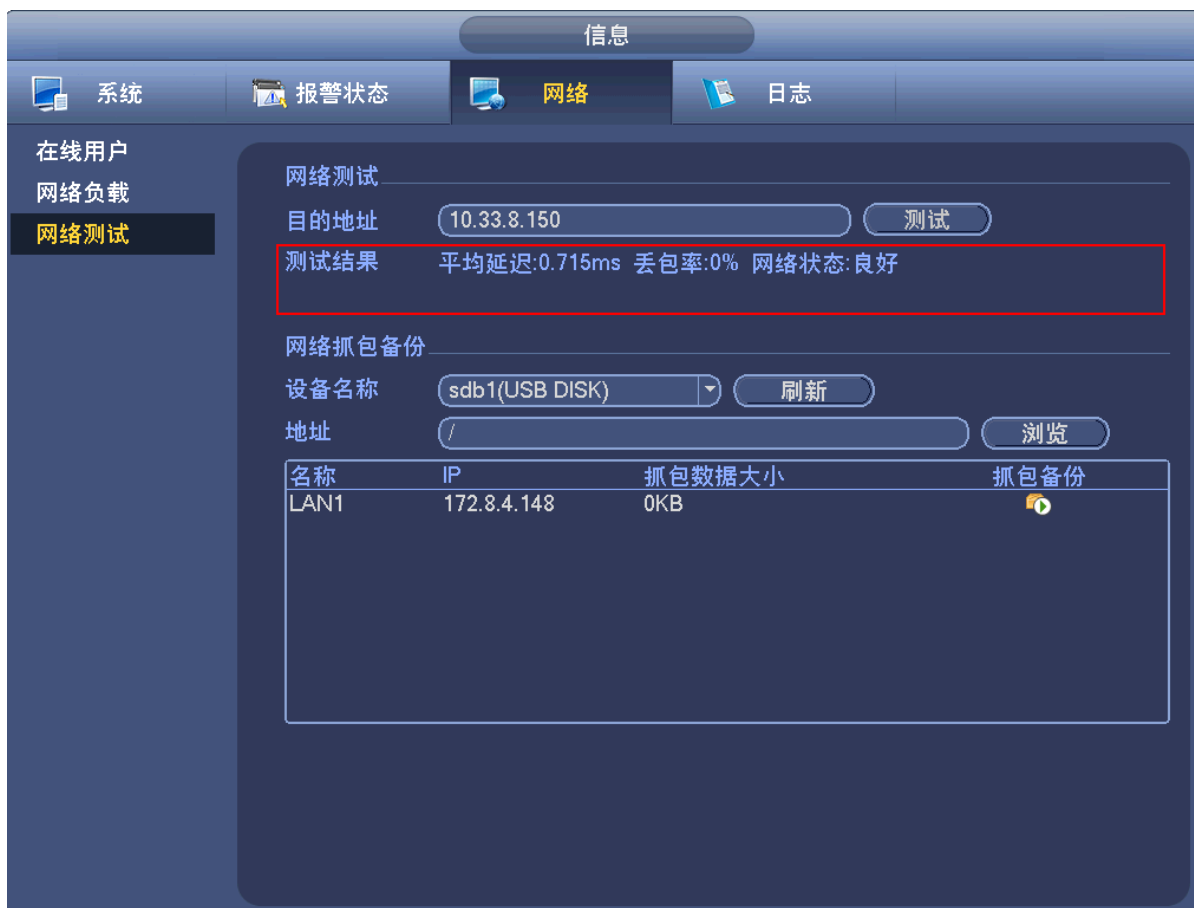 信息
系统 报警状态 网络 日志
在线用户
网络负载
网络测试
网络测试
目的地址 10.33.8.150 测试
测试结果 平均延迟:0.715ms 丢包率:0% 网络状态:良好
网络抓包备份
设备名称 sdb1(USB DISK) 刷新
地址 / 浏览
名称 IP 抓包数据大小 抓包备份
LAN1 172.8.4.148 0KB